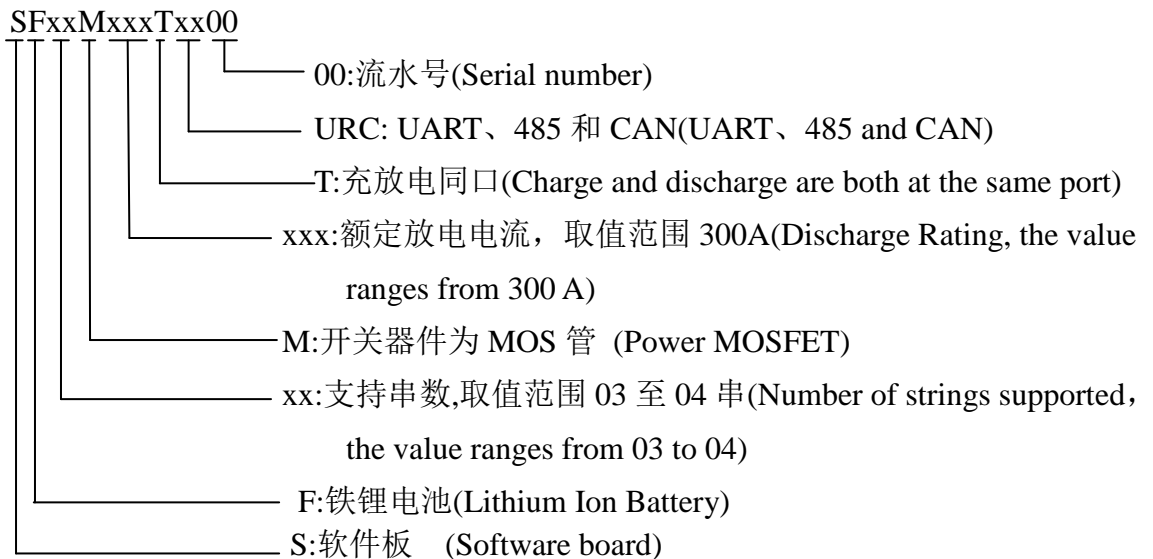 SFxxMxxxTxx00
00:流水号(Serial number)
URC: UART、485 和 CAN(UART、485 and CAN)
T:充放电同口(Charge and discharge are both at the same port)
xxx:额定放电电流，取值范围 300A(Discharge Rating, the value
ranges from 300 A)
M:开关器件为 MOS 管 (Power MOSFET)
xx:支持串数,取值范围 03 至 04 串(Number of strings supported，
the value ranges from 03 to 04)
F:铁锂电池(Lithium Ion Battery)
S:软件板 (Software board)